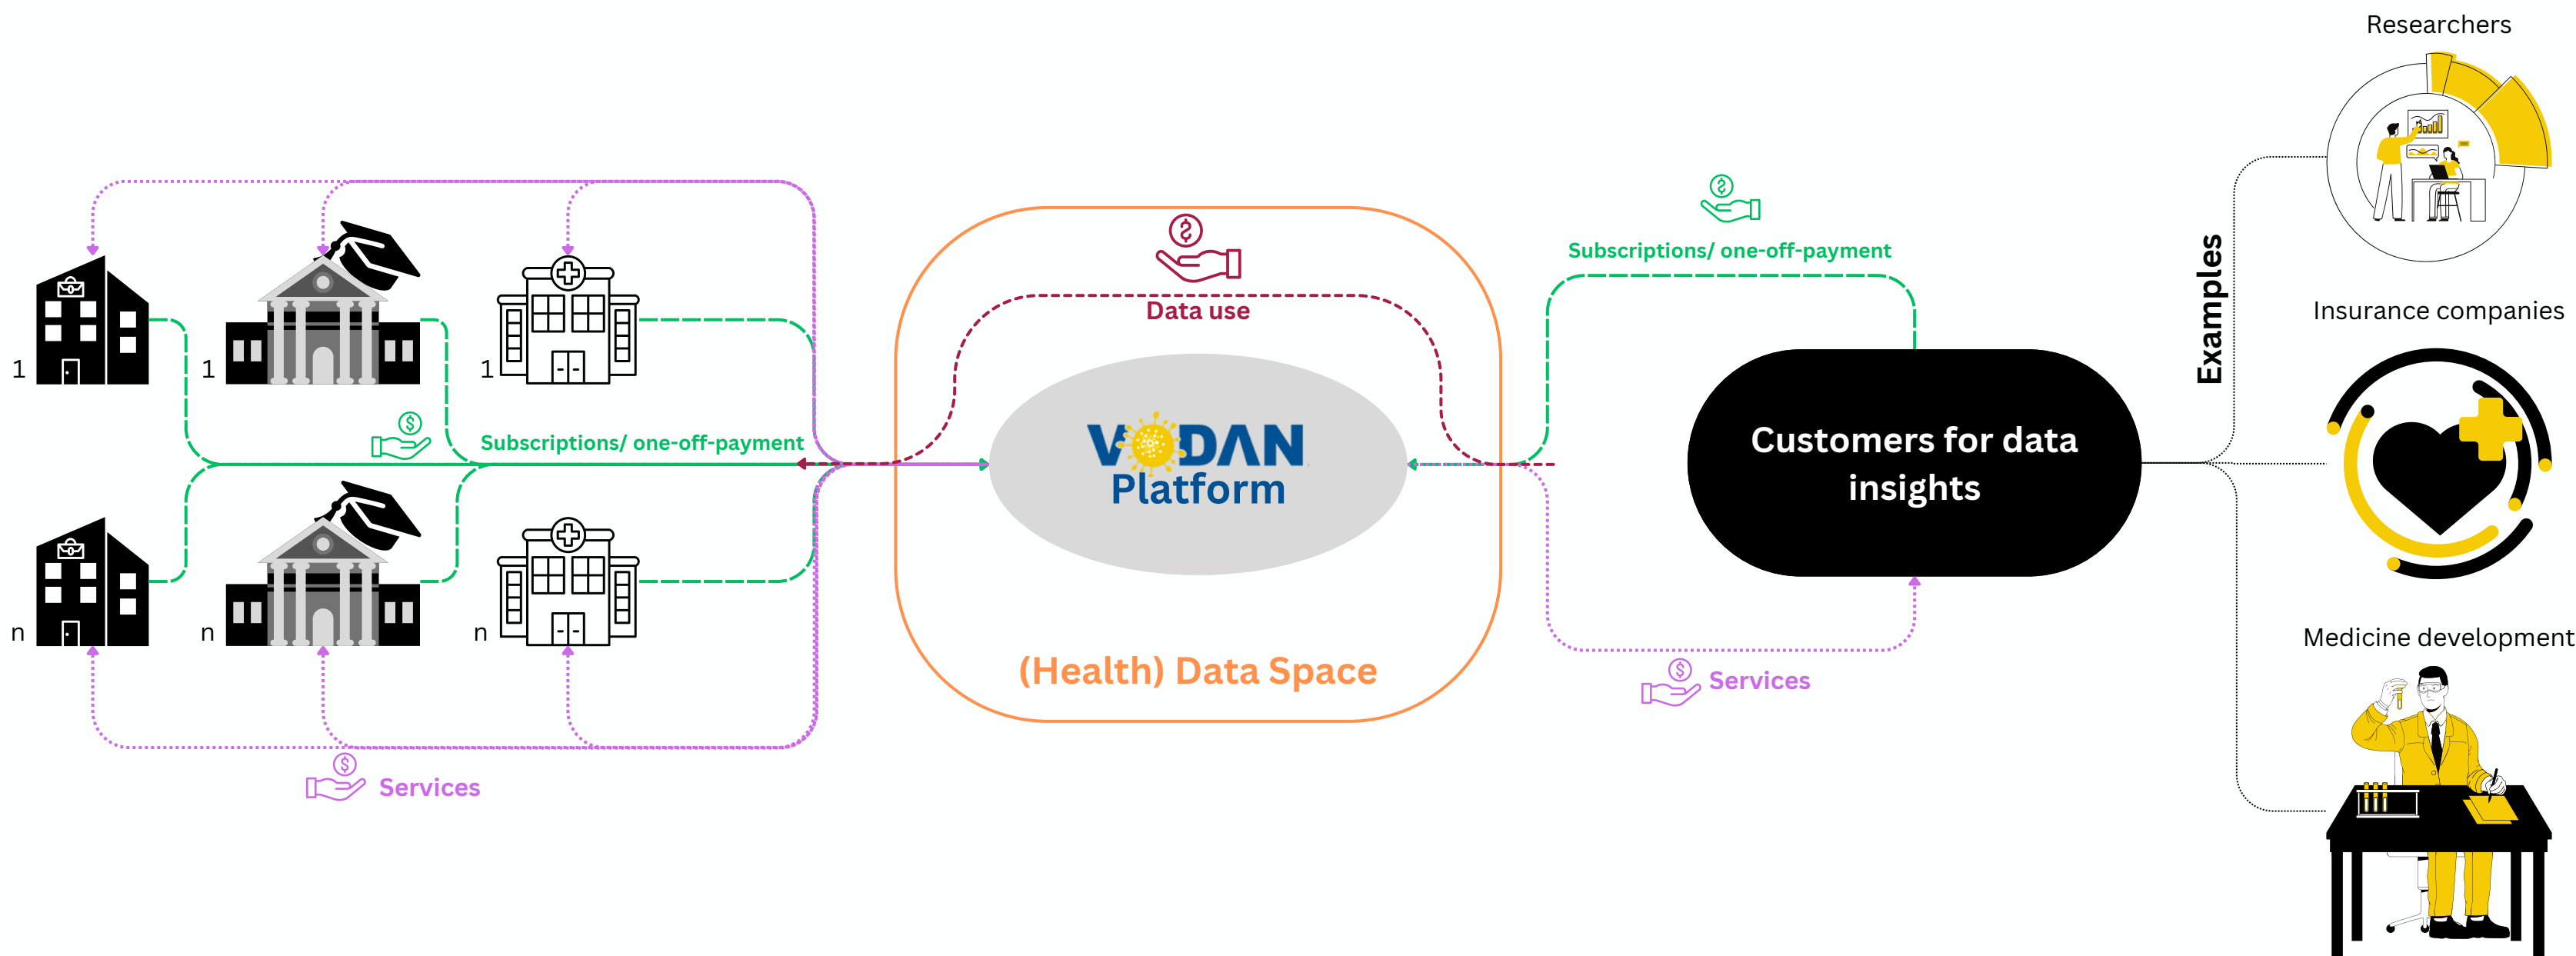 Researchers
Subscriptions/ one-off-payment
Data use
Examples
Insurance companies
1
1
1
Subscriptions/ one-off-payment
VODAN
Platform
Customers for data
insights
n
n
n
(Health) Data Space
Services
Services
Medicine development